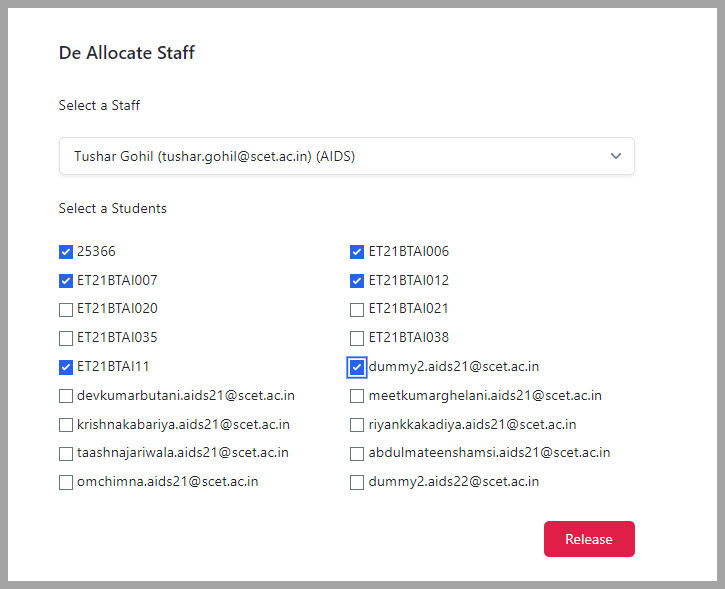 De Allocate Staff
Select a Staff
Tushar Gohil (tushar.gohil@scet.ac.in) (AIDS)
Select a Students
25366 ET21BTAI006
ET21BTAI007 ET21BTAI012
ET21BTAI020 ET21BTAI021
ET21BTAI035 ET21BTAI038
ET21BTAI11 dummy2.aids21@scet.ac.in
devkumarbutani.aids21@scet.ac.in meetkumarghelani.aids21@scet.ac.in
krishnakabariya.aids21@scet.ac.in riyankkakadiya.aids21@scet.ac.in
taashnajariwala.aids21@scet.ac.in abdulmateenshamsi.aids21@scet.ac.in
omchimna.aids21@scet.ac.in dummy2.aids22@scet.ac.in
Release